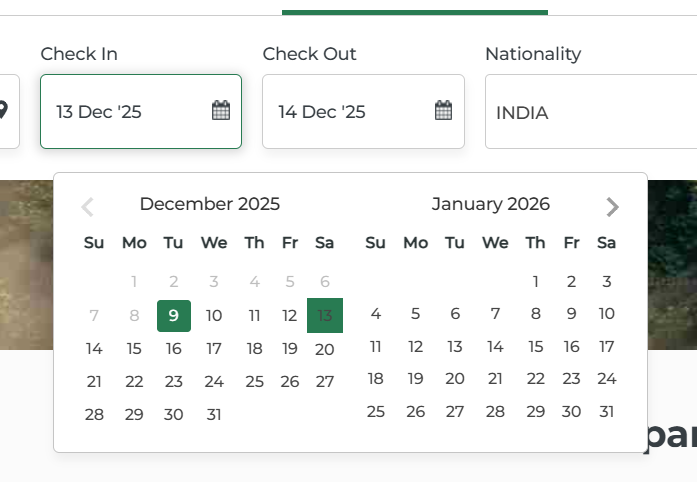 Check In Check Out Nationality
13 Dec '25 14 Dec '25 INDIA
December 2025 January 2026
Su Mo Tu We Th Fr Sa Su Mo Tu We Th Fr Sa
1 2 3 4 5 6 1 2 3
7 8 9 10 11 12 13 4 5 6 7 8 9 10
14 15 16 17 18 19 20 11 12 13 14 15 16 17
21 22 23 24 25 26 27 18 19 20 21 22 23 24
28 29 30 31 25 26 27 28 29 30 31